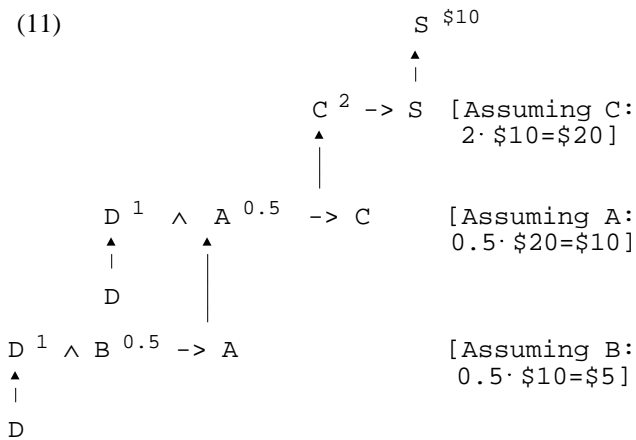 (11)
S $10
C 2 -> S [Assuming C:
2· $10=$20]
D 1 ∧ A 0.5 -> C [Assuming A:
0.5· $20=$10]
D
D 1 ∧ B 0.5 -> A [Assuming B:
0.5· $10=$5]
D